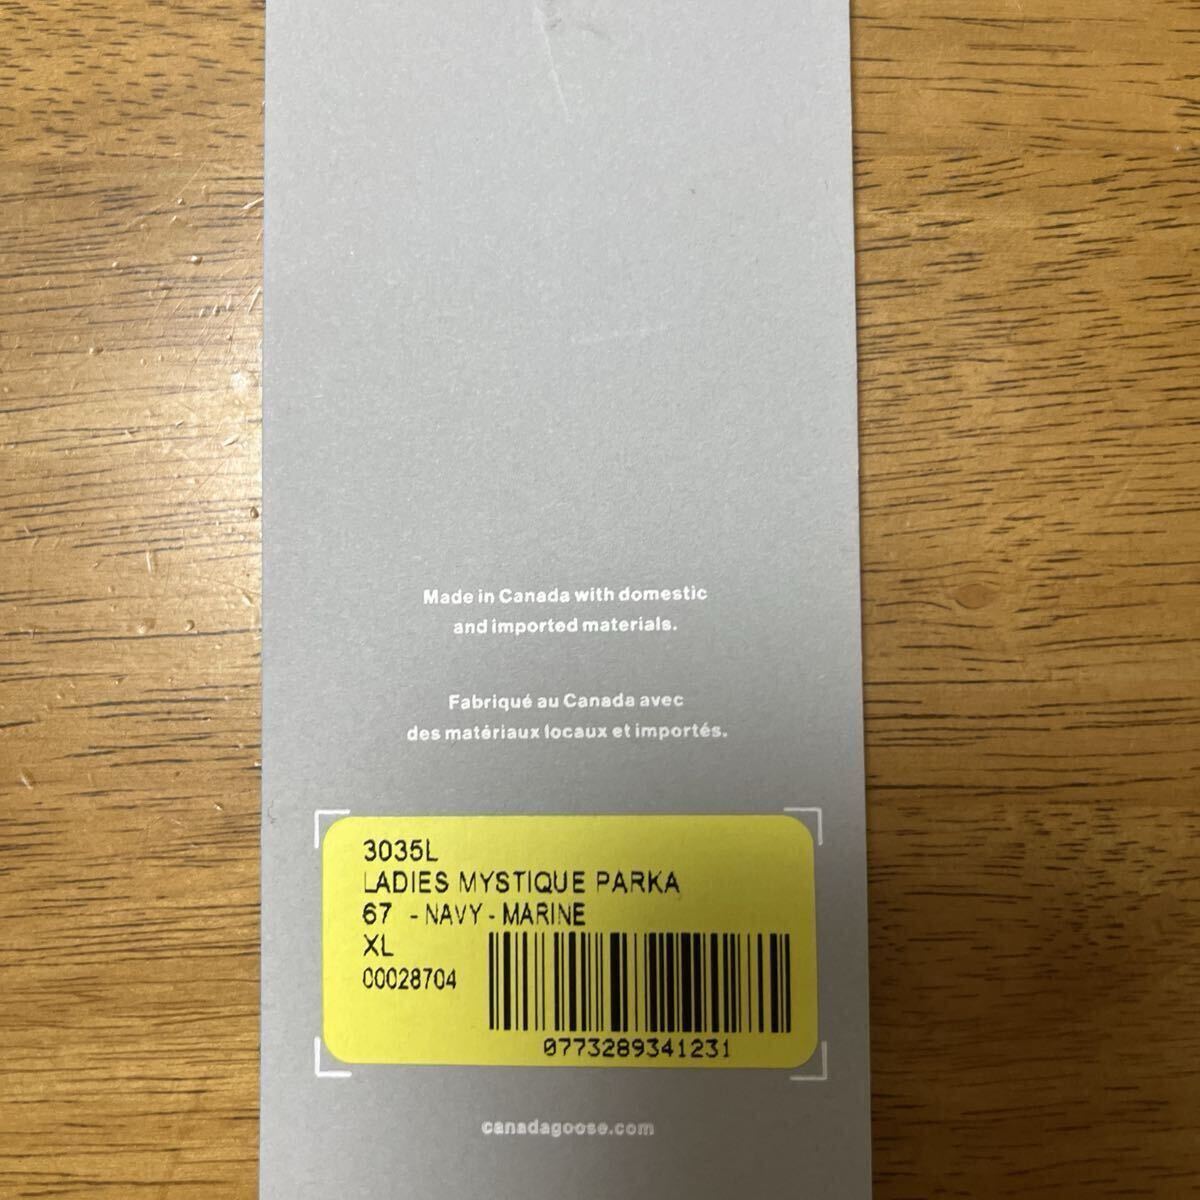 Made in Canada with domestic
and imported materials.
Fabriqué au Canada avec
des matériaux locaux et importés.
3035L
LADIES MYSTIQUE PARKA
67 - NAVY - MARINE
XL
00028704
0773289341231
canadagoose.com